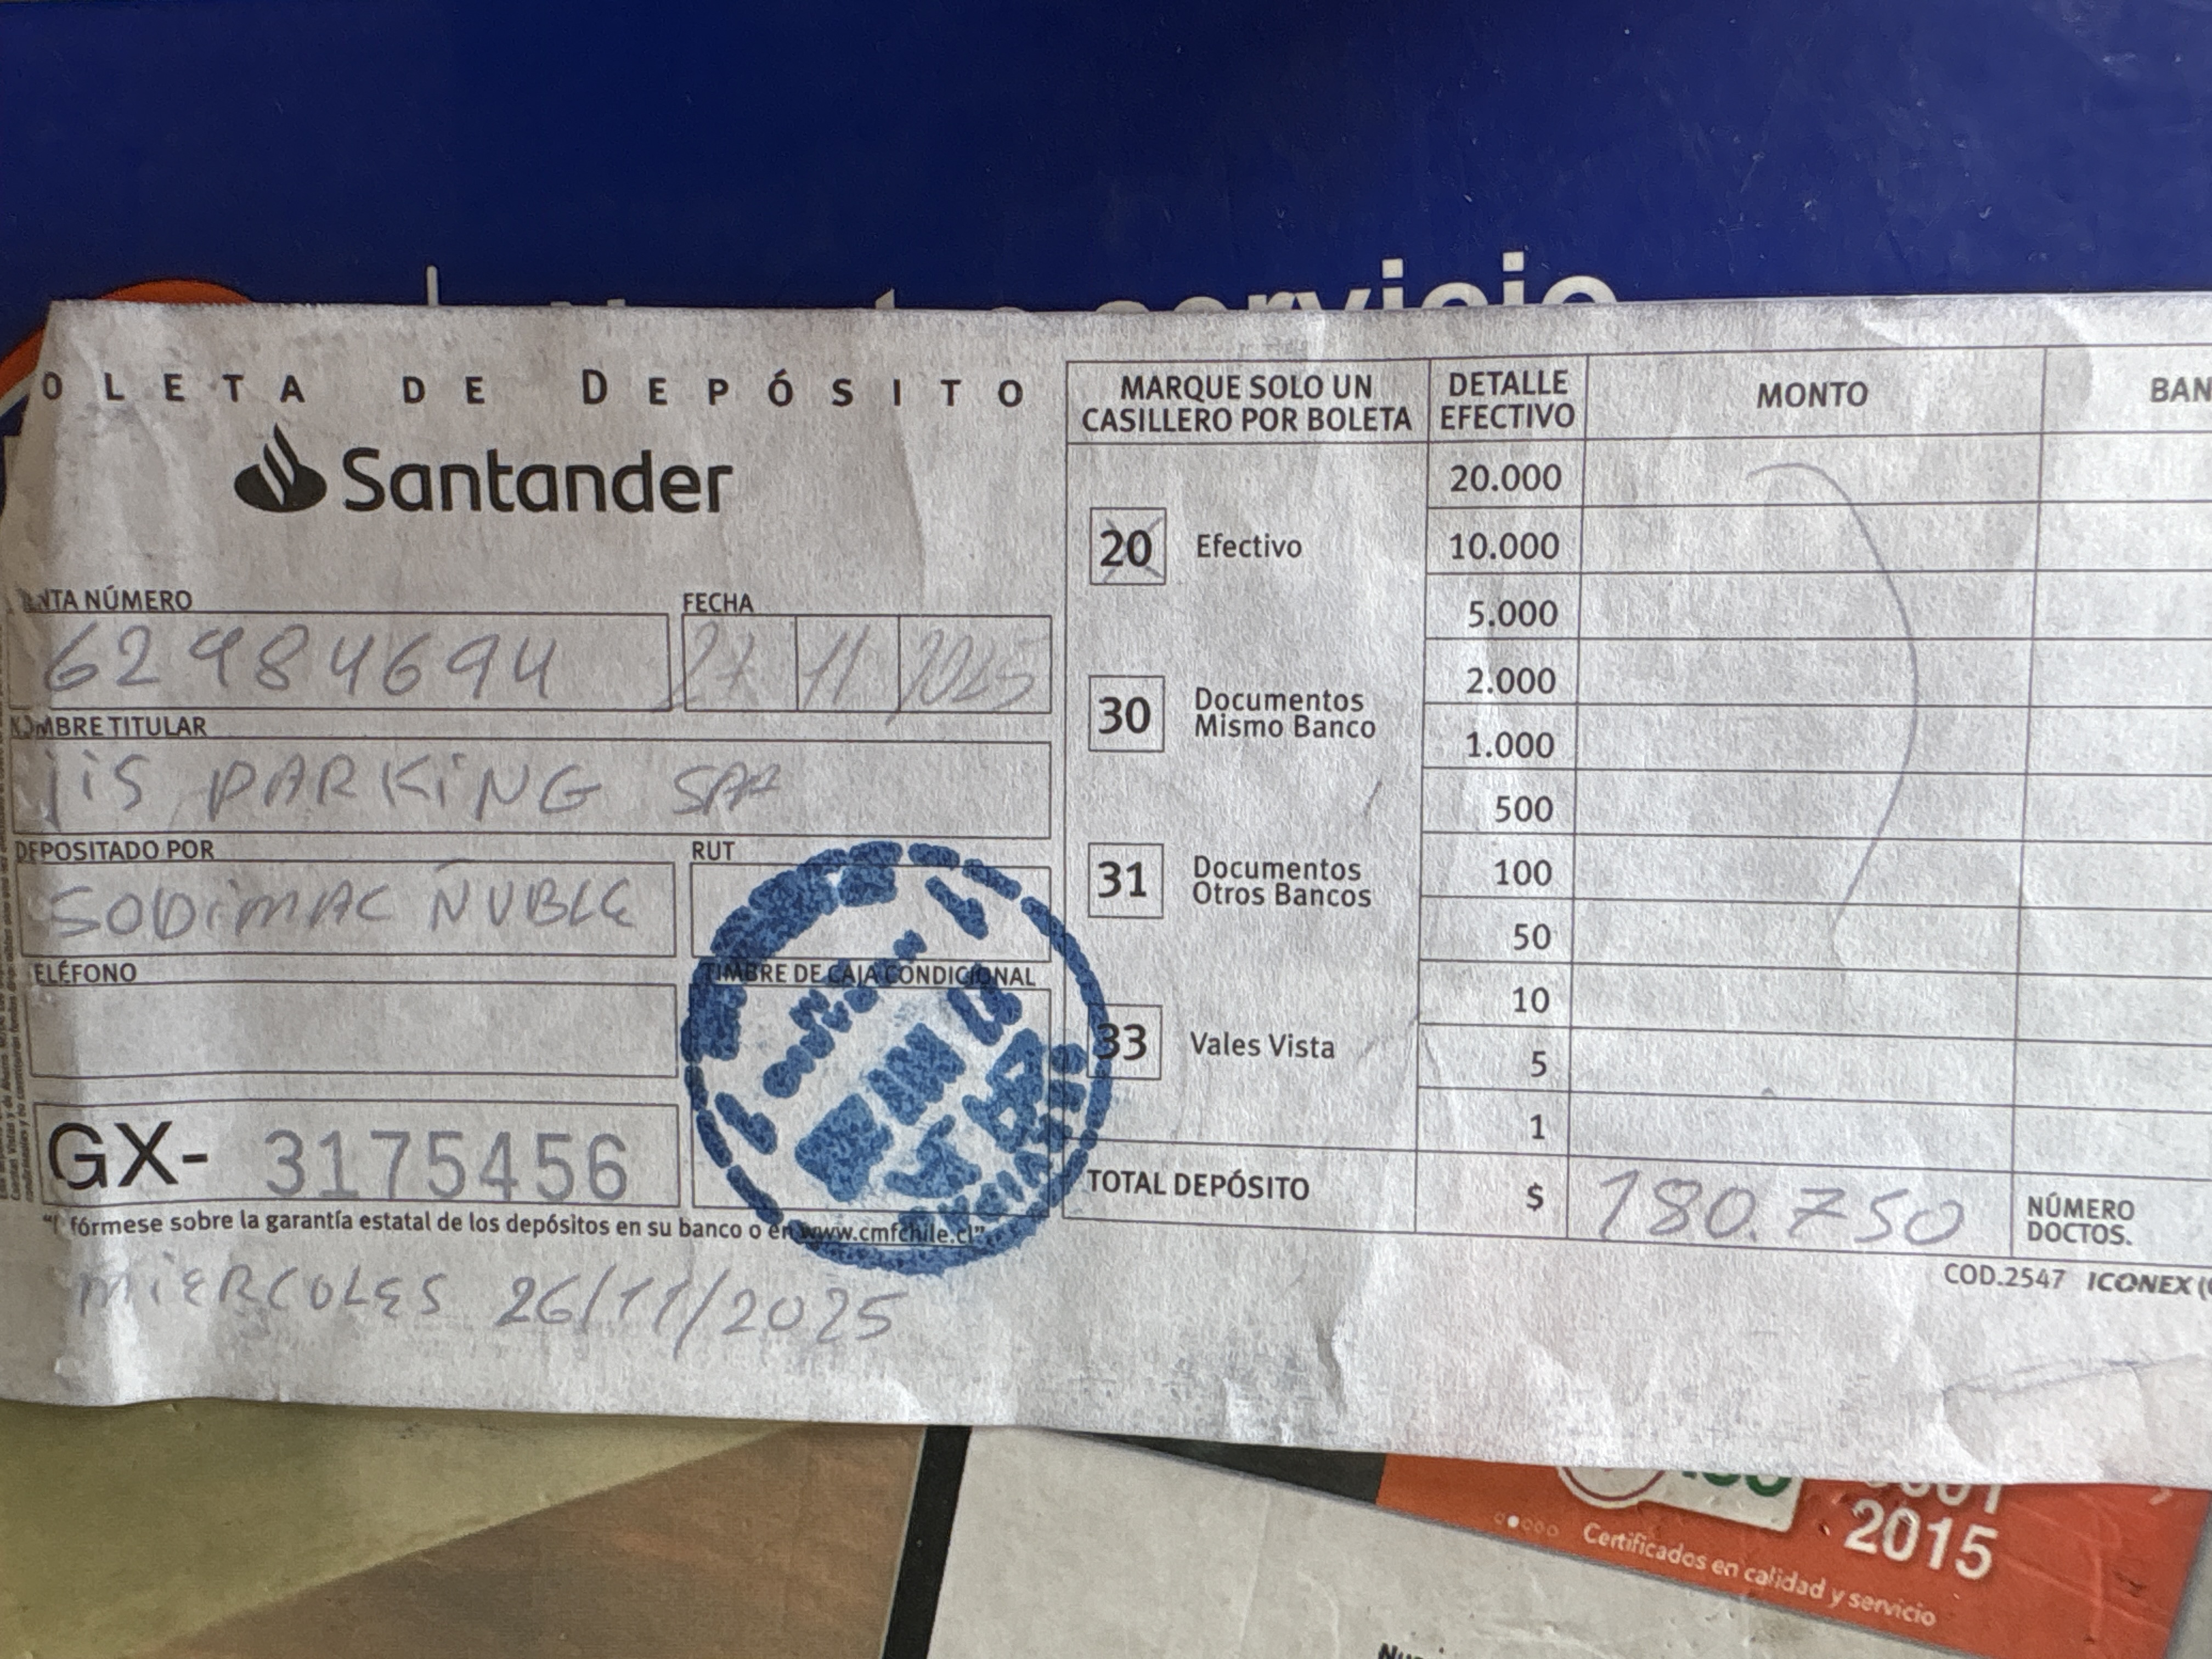 servicio
OLETA DE DEPÓSITO
Santander
NTA NÚMERO
62984694
FECHA
27 11 2025
OMBRE TITULAR
JIS PARKING SPA
DEPOSITADO POR
SODIMAC ÑUBLE
RUT
ELÉFONO
TIMBRE DE CAJA CONDICIONAL
GX- 3175456
fórmese sobre la garantía estatal de los depósitos en su banco o en www.cmfchile.cl"
MIERCOLES 26/11/2025
MARQUE SOLO UN
CASILLERO POR BOLETA
20 Efectivo
30 Documentos
Mismo Banco
31 Documentos
Otros Bancos
33 Vales Vista
DETALLE
EFECTIVO
MONTO
BAN
20.000
10.000
5.000
2.000
1.000
500
100
50
10
5
1
TOTAL DEPÓSITO $ 180.750
NÚMERO
DOCTOS.
COD.2547 ICONEX
2015
Certificados en calidad y servicio